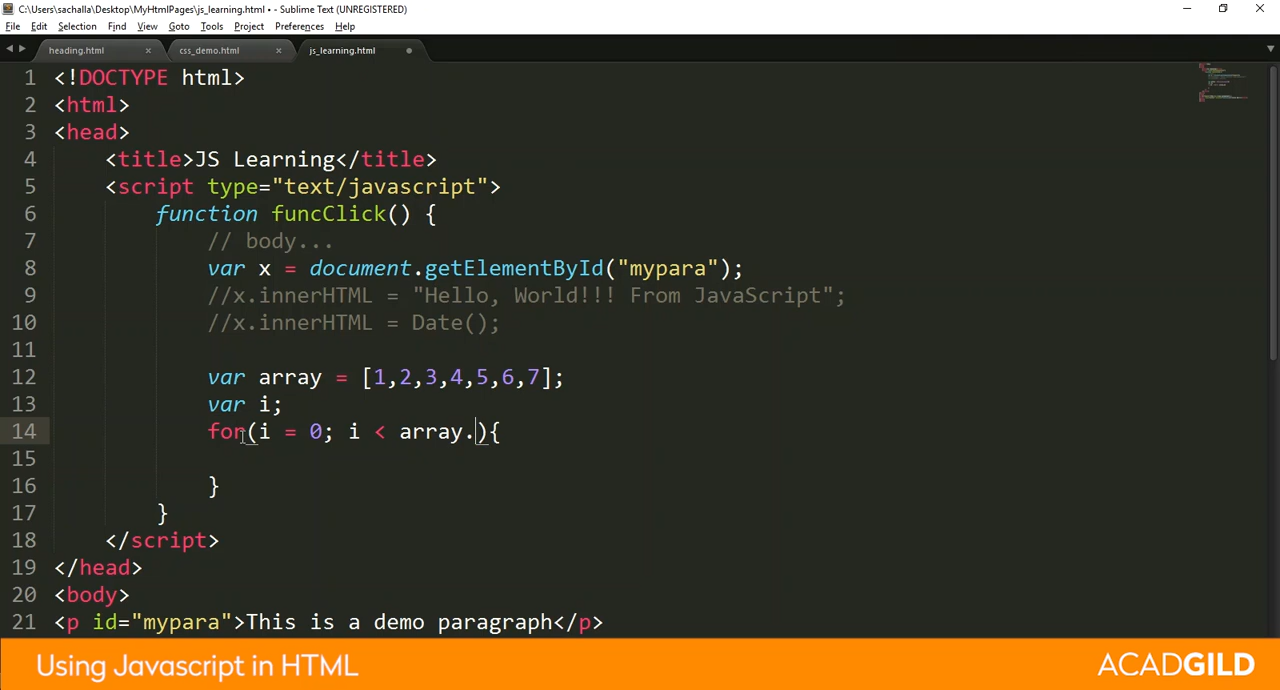 C:\Users\sachalla\Desktop\MyHtmlPages\js_learning.html • - Sublime Text (UNREGISTERED)
File Edit Selection Find View Goto Tools Project Preferences Help
heading.html css_demo.html js_learning.html
1 <!DOCTYPE html>
2 <html>
3 <head>
4 <title>JS Learning</title>
5 <script type="text/javascript">
6 function funcClick() {
7 // body...
8 var x = document.getElementById("mypara");
9 //x.innerHTML = "Hello, World!!! From JavaScript";
10 //x.innerHTML = Date();
11
12 var array = [1,2,3,4,5,6,7];
13 var i;
14 for(i = 0; i < array.){
15
16 }
17 }
18 </script>
19 </head>
20 <body>
21 <p id="mypara">This is a demo paragraph</p>
Using Javascript in HTML
ACADGILD